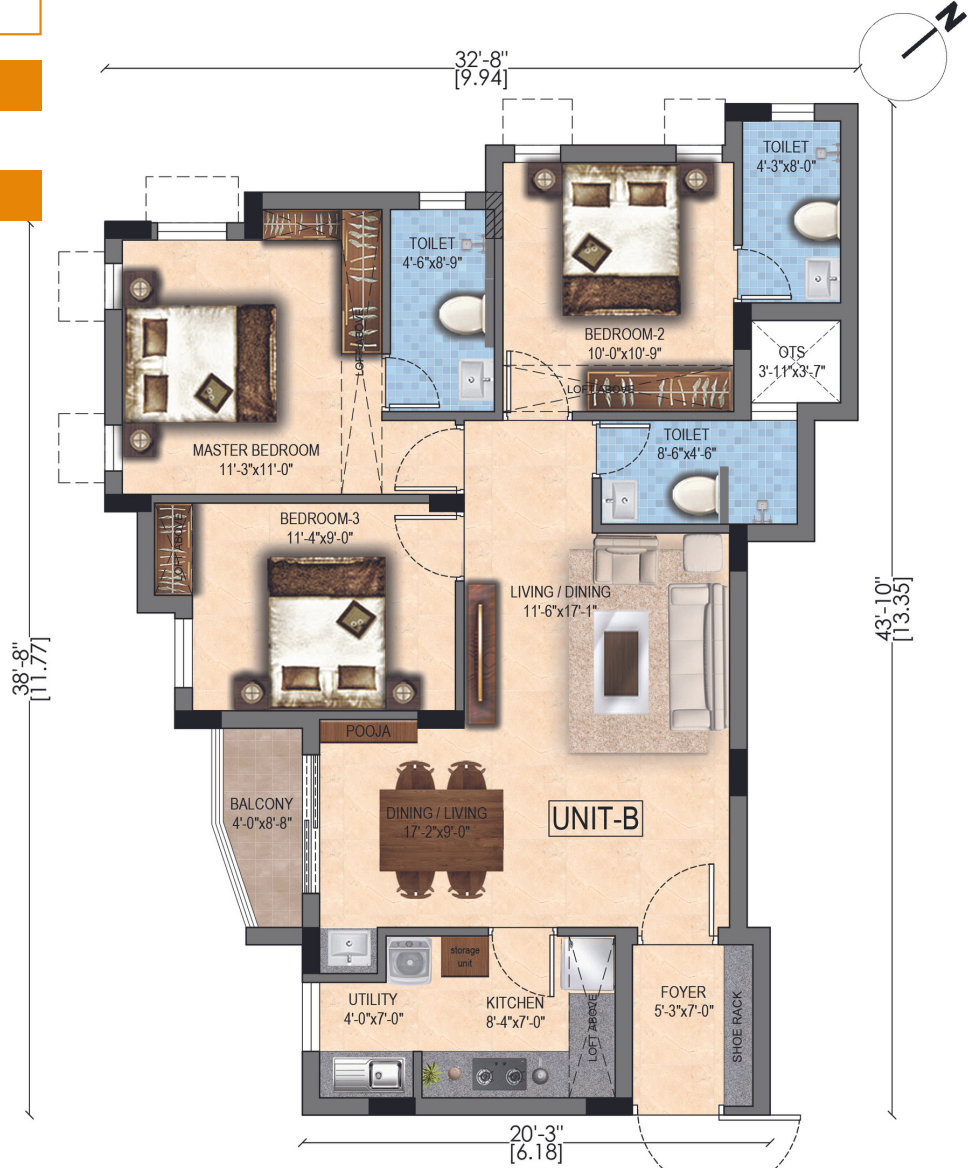 N
32'-8"
[9.94]
TOILET
4'-3"x8'-0"
TOILET
4'-6"x8'-9"
BEDROOM-2
10'-0"x10'-9"
OTS
3'-11"x3'-7"
LOFT ABOVE
LOFT ABOVE
TOILET
8'-6"x4'-6"
MASTER BEDROOM
11'-3"x11'-0"
BEDROOM-3
11'-4"x9'-0"
LOFT ABOVE
LIVING / DINING
11'-6"x17'-1"
43'-10"
[13.35]
38'-8"
[11.77]
POOJA
BALCONY
4'-0"x8'-8"
DINING / LIVING
17'-2"x9'-0"
UNIT-B
storage
unit
UTILITY
4'-0"x7'-0"
KITCHEN
8'-4"x7'-0"
LOFT ABOVE
FOYER
5'-3"x7'-0"
SHOE RACK
20'-3"
[6.18]